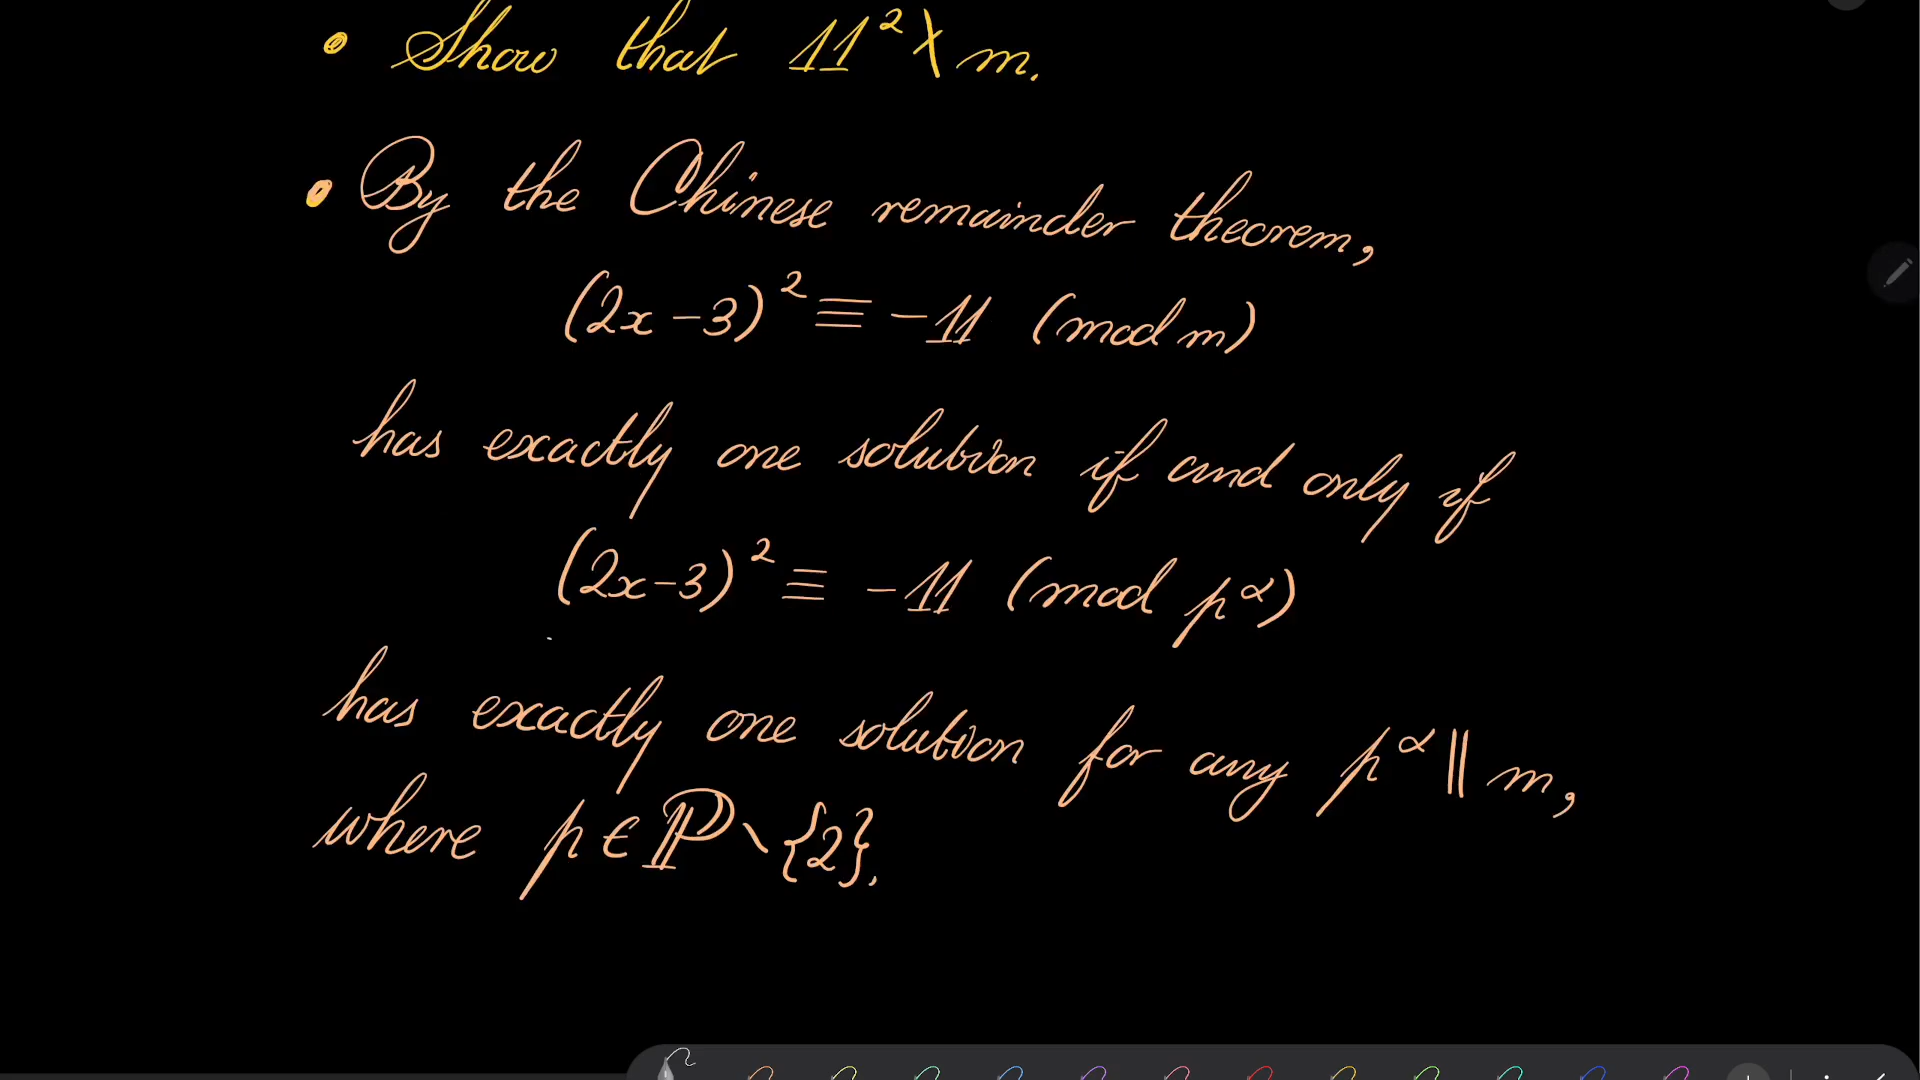 • Show that 11² ∤ m.
• By the Chinese remainder theorem,
(2x-3)² ≡ -11 (mod m)
has exactly one solution if and only if
(2x-3)² ≡ -11 (mod p^α)
has exactly one solution for any p^α || m,
where p ∈ ℙ \ {2}.